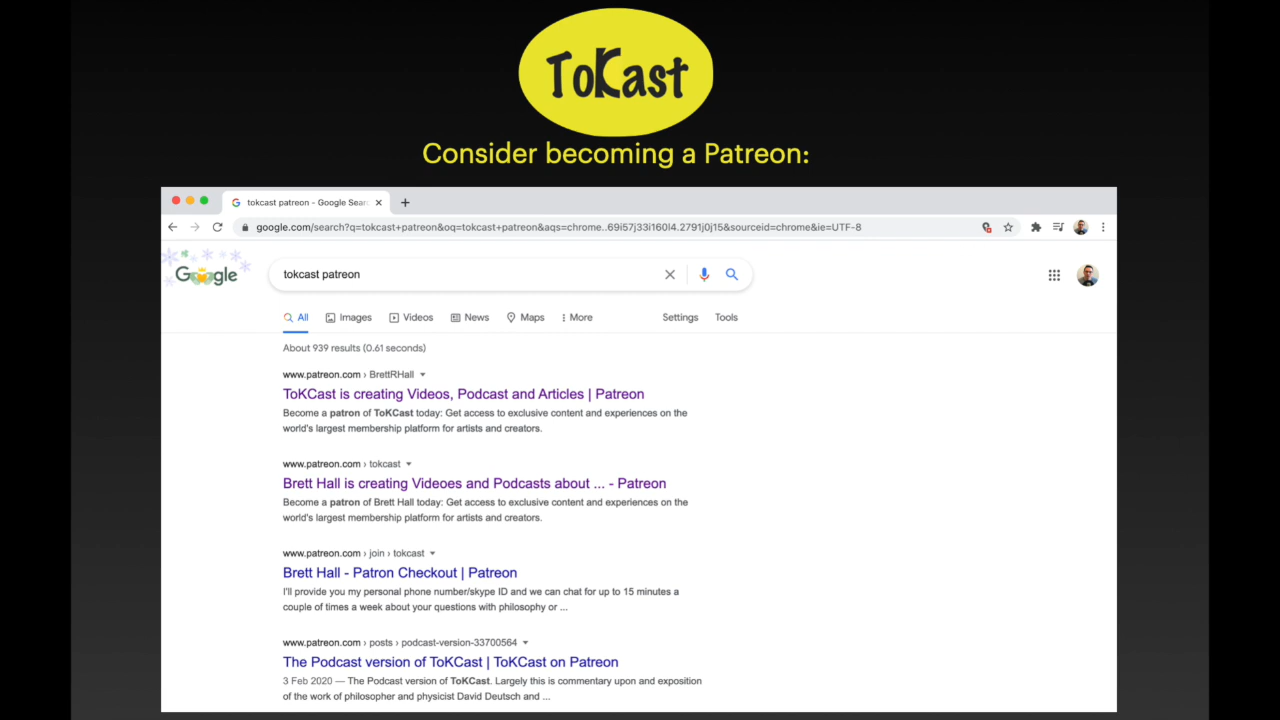 ToKCast
Consider becoming a Patreon:
tokcast patreon - Google Sear
google.com/search?q=tokcast+patreon&oq=tokcast+patreon&aqs=chrome..69i57j33i160l4.2791j0j15&sourceid=chrome&ie=UTF-8
Google
tokcast patreon
All Images Videos News Maps More Settings Tools
About 939 results (0.61 seconds)
www.patreon.com › BrettRHall
ToKCast is creating Videos, Podcast and Articles | Patreon
Become a patron of ToKCast today: Get access to exclusive content and experiences on the
world's largest membership platform for artists and creators.
www.patreon.com › tokcast
Brett Hall is creating Videoes and Podcasts about ... - Patreon
Become a patron of Brett Hall today: Get access to exclusive content and experiences on the
world's largest membership platform for artists and creators.
www.patreon.com › join › tokcast
Brett Hall - Patron Checkout | Patreon
I'll provide you my personal phone number/skype ID and we can chat for up to 15 minutes a
couple of times a week about your questions with philosophy or ...
www.patreon.com › posts › podcast-version-33700564
The Podcast version of ToKCast | ToKCast on Patreon
3 Feb 2020 — The Podcast version of ToKCast. Largely this is commentary upon and exposition
of the work of philosopher and physicist David Deutsch and ...